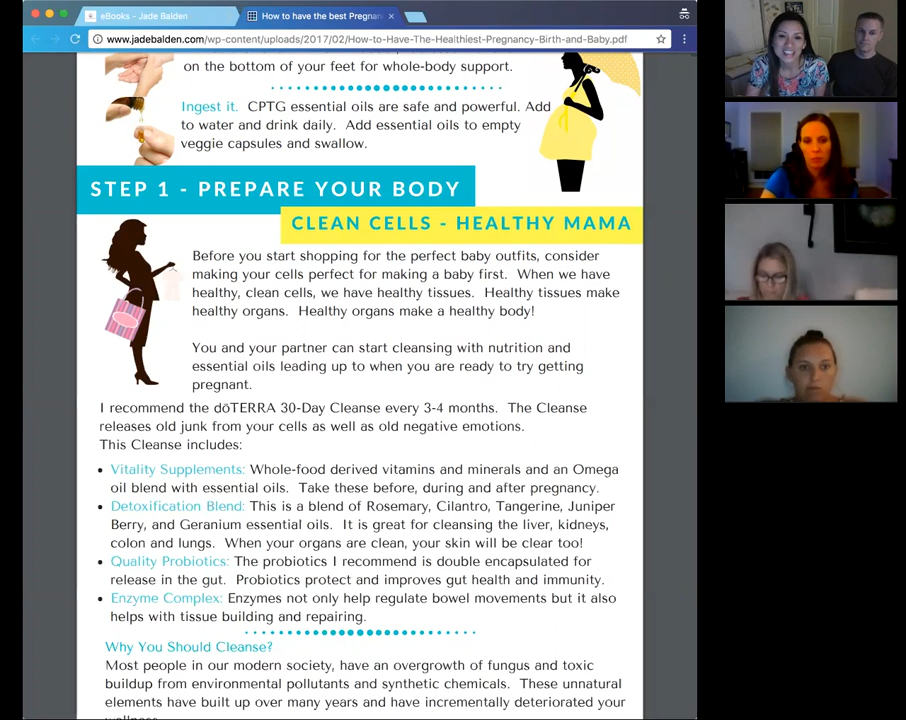 eBooks - Jade Balden
How to have the best Pregnan
www.jadebalden.com/wp-content/uploads/2017/02/How-to-Have-The-Healthiest-Pregnancy-Birth-and-Baby.pdf
on the bottom of your feet for whole-body support.
Ingest it. CPTG essential oils are safe and powerful. Add
to water and drink daily. Add essential oils to empty
veggie capsules and swallow.
STEP 1 - PREPARE YOUR BODY
CLEAN CELLS - HEALTHY MAMA
Before you start shopping for the perfect baby outfits, consider
making your cells perfect for making a baby first. When we have
healthy, clean cells, we have healthy tissues. Healthy tissues make
healthy organs. Healthy organs make a healthy body!
You and your partner can start cleansing with nutrition and
essential oils leading up to when you are ready to try getting
pregnant.
I recommend the dōTERRA 30-Day Cleanse every 3-4 months. The Cleanse
releases old junk from your cells as well as old negative emotions.
This Cleanse includes:
• Vitality Supplements: Whole-food derived vitamins and minerals and an Omega
oil blend with essential oils. Take these before, during and after pregnancy.
• Detoxification Blend: This is a blend of Rosemary, Cilantro, Tangerine, Juniper
Berry, and Geranium essential oils. It is great for cleansing the liver, kidneys,
colon and lungs. When your organs are clean, your skin will be clear too!
• Quality Probiotics: The probiotics I recommend is double encapsulated for
release in the gut. Probiotics protect and improves gut health and immunity.
• Enzyme Complex: Enzymes not only help regulate bowel movements but it also
helps with tissue building and repairing.
Why You Should Cleanse?
Most people in our modern society, have an overgrowth of fungus and toxic
buildup from environmental pollutants and synthetic chemicals. These unnatural
elements have built up over many years and have incrementally deteriorated your